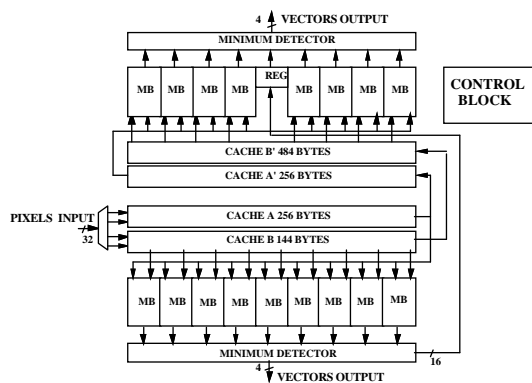 4 VECTORS OUTPUT
MINIMUM DETECTOR
MB MB MB MB REG MB MB MB MB
CONTROL
BLOCK
CACHE B' 484 BYTES
CACHE A' 256 BYTES
CACHE A 256 BYTES
PIXELS INPUT
32
CACHE B 144 BYTES
MB MB MB MB MB MB MB MB MB
MINIMUM DETECTOR
16
4 VECTORS OUTPUT